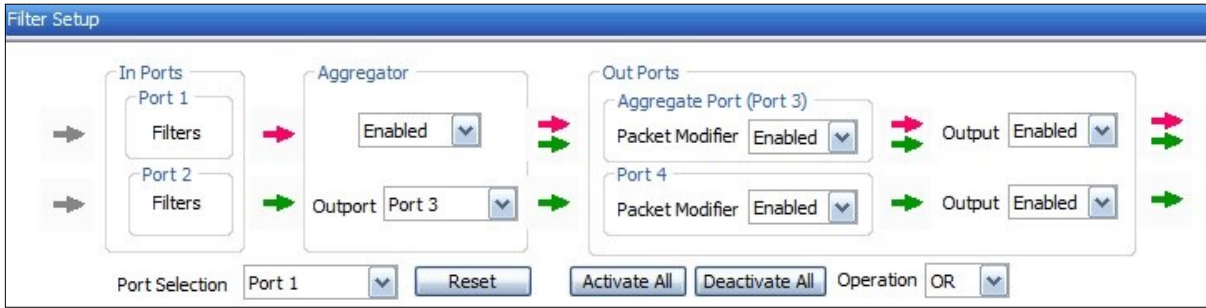 Filter Setup
In Ports
Aggregator
Out Ports
Port 1
Aggregate Port (Port 3)
Filters
Enabled
Packet Modifier Enabled
Output Enabled
Port 2
Port 4
Filters
Outport Port 3
Packet Modifier Enabled
Output Enabled
Port Selection Port 1 Reset Activate All Deactivate All Operation OR